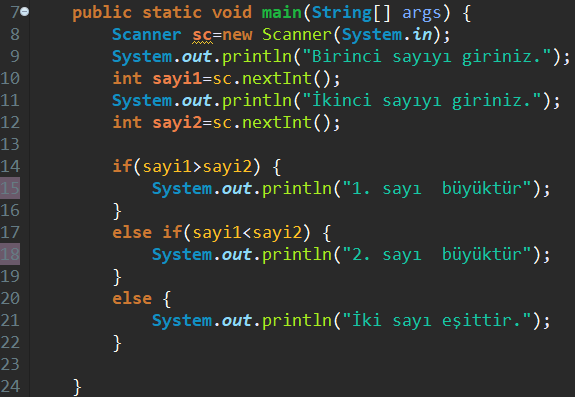 7 public static void main(String[] args) {
8 Scanner sc=new Scanner(System.in);
9 System.out.println("Birinci sayıyı giriniz.");
10 int sayi1=sc.nextInt();
11 System.out.println("İkinci sayıyı giriniz.");
12 int sayi2=sc.nextInt();
13
14 if(sayi1>sayi2) {
15 System.out.println("1. sayı  büyüktür");
16 }
17 else if(sayi1<sayi2) {
18 System.out.println("2. sayı  büyüktür");
19 }
20 else {
21 System.out.println("İki sayı eşittir.");
22 }
23
24 }